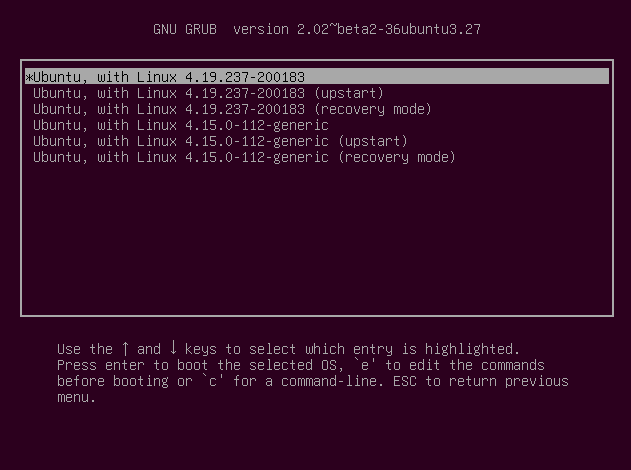 GNU GRUB  version 2.02~beta2-36ubuntu3.27
*Ubuntu, with Linux 4.19.237-200183
Ubuntu, with Linux 4.19.237-200183 (upstart)
Ubuntu, with Linux 4.19.237-200183 (recovery mode)
Ubuntu, with Linux 4.15.0-112-generic
Ubuntu, with Linux 4.15.0-112-generic (upstart)
Ubuntu, with Linux 4.15.0-112-generic (recovery mode)
Use the ↑ and ↓ keys to select which entry is highlighted.
Press enter to boot the selected OS, `e' to edit the commands
before booting or `c' for a command-line. ESC to return previous
menu.